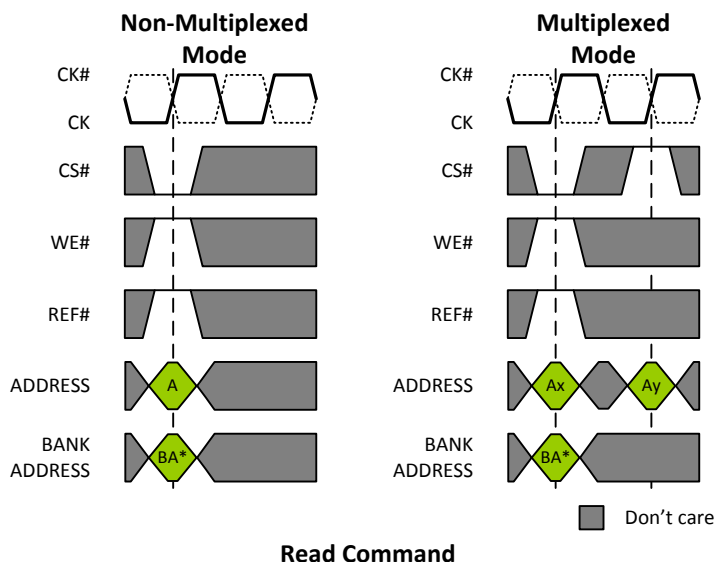 Non-Multiplexed
Mode
CK#
CK
CS#
WE#
REF#
ADDRESS
A
BANK
ADDRESS
BA*
Multiplexed
Mode
CK#
CK
CS#
WE#
REF#
ADDRESS
Ax
Ay
BANK
ADDRESS
BA*
Don't care
Read Command